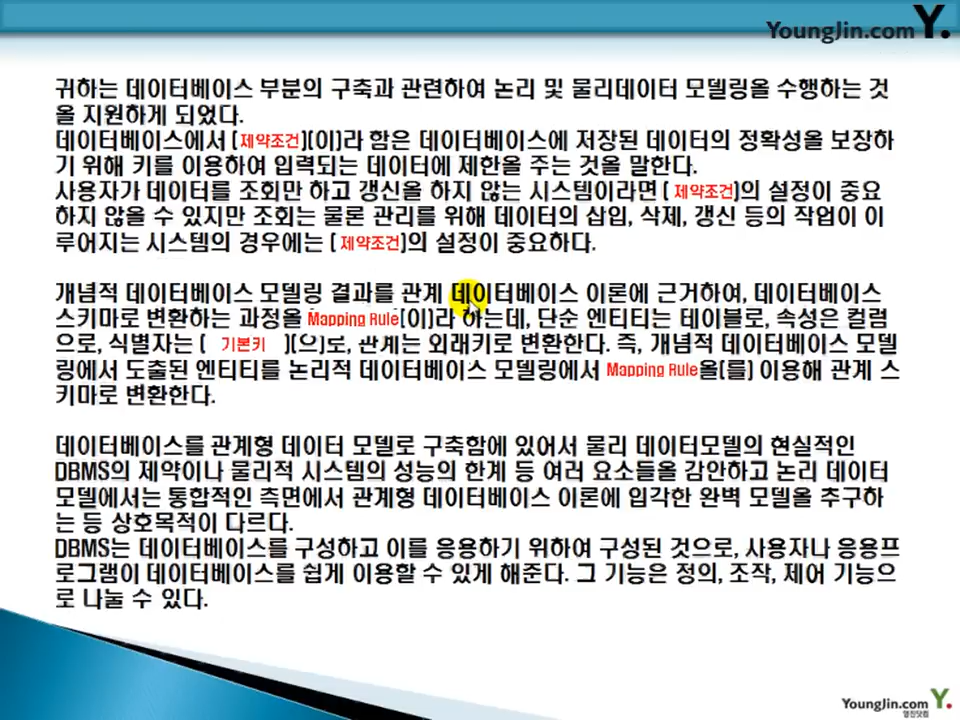 YoungJin.com Y.
귀하는 데이터베이스 부분의 구축과 관련하여 논리 및 물리데이터 모델링을 수행하는 것
을 지원하게 되었다.
데이터베이스에서 [제약조건](이)라 함은 데이터베이스에 저장된 데이터의 정확성을 보장하
기 위해 키를 이용하여 입력되는 데이터에 제한을 주는 것을 말한다.
사용자가 데이터를 조회만 하고 갱신을 하지 않는 시스템이라면 [ 제약조건]의 설정이 중요
하지 않을 수 있지만 조회는 물론 관리를 위해 데이터의 삽입, 삭제, 갱신 등의 작업이 이
루어지는 시스템의 경우에는 [ 제약조건]의 설정이 중요하다.
개념적 데이터베이스 모델링 결과를 관계 데이터베이스 이론에 근거하여, 데이터베이스
스키마로 변환하는 과정을 Mapping Rule(이)라 하는데, 단순 엔티티는 테이블로, 속성은 컬럼
으로, 식별자는 [ 기본키 ](으)로, 관계는 외래키로 변환한다. 즉, 개념적 데이터베이스 모델
링에서 도출된 엔티티를 논리적 데이터베이스 모델링에서 Mapping Rule을(를) 이용해 관계 스
키마로 변환한다.
데이터베이스를 관계형 데이터 모델로 구축함에 있어서 물리 데이터모델의 현실적인
DBMS의 제약이나 물리적 시스템의 성능의 한계 등 여러 요소들을 감안하고 논리 데이터
모델에서는 통합적인 측면에서 관계형 데이터베이스 이론에 입각한 완벽 모델을 추구하
는 등 상호목적이 다르다.
DBMS는 데이터베이스를 구성하고 이를 응용하기 위하여 구성된 것으로, 사용자나 응용프
로그램이 데이터베이스를 쉽게 이용할 수 있게 해준다. 그 기능은 정의, 조작, 제어 기능으
로 나눌 수 있다.
YoungJin.com Y.
영진닷컴